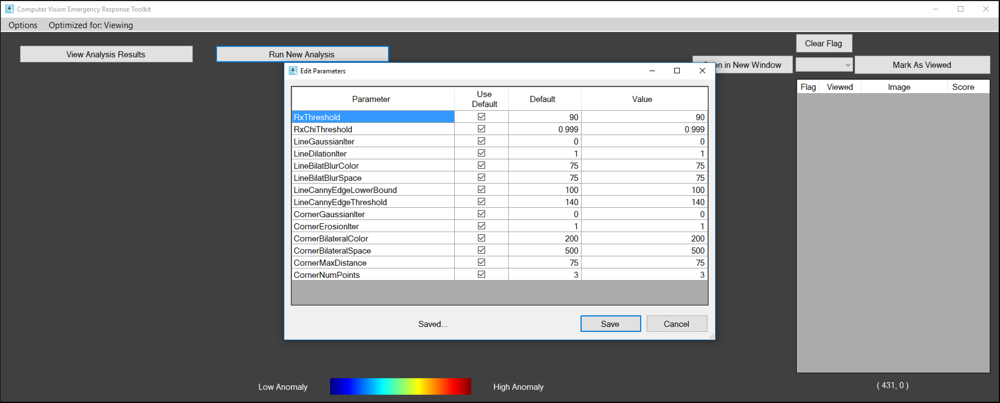 Computer Vision Emergency Response Toolkit
Options Optimized for: Viewing
Clear Flag
View Analysis Results Run New Analysis
en in New Window Mark As Viewed
Edit Parameters
Flag Viewed Image Score
Parameter Use Default Default Value
RxThreshold 90 90
RxChiThreshold 0.999 0.999
LineGaussianIter 0 0
LineDilationIter 1 1
LineBilatBlurColor 75 75
LineBilatBlurSpace 75 75
LineCannyEdgeLowerBound 100 100
LineCannyEdgeThreshold 140 140
CornerGaussianIter 0 0
CornerErosionIter 1 1
CornerBilateralColor 200 200
CornerBilateralSpace 500 500
CornerMaxDistance 75 75
CornerNumPoints 3 3
Saved... Save Cancel
Low Anomaly High Anomaly ( 431, 0 )